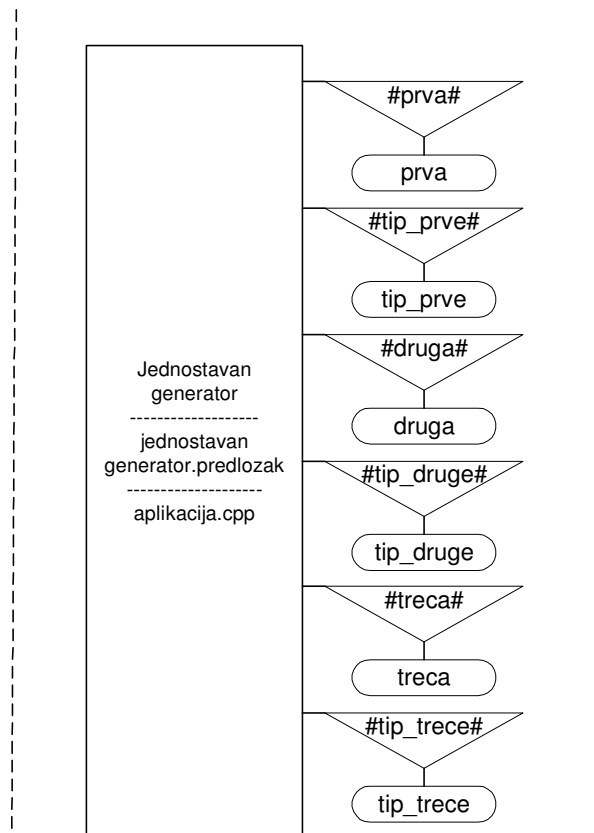 Jednostavan
generator
-------------------
jednostavan
generator.predlozak
--------------------
aplikacija.cpp
#prva#
prva
#tip_prve#
tip_prve
#druga#
druga
#tip_druge#
tip_druge
#treca#
treca
#tip_trece#
tip_trece